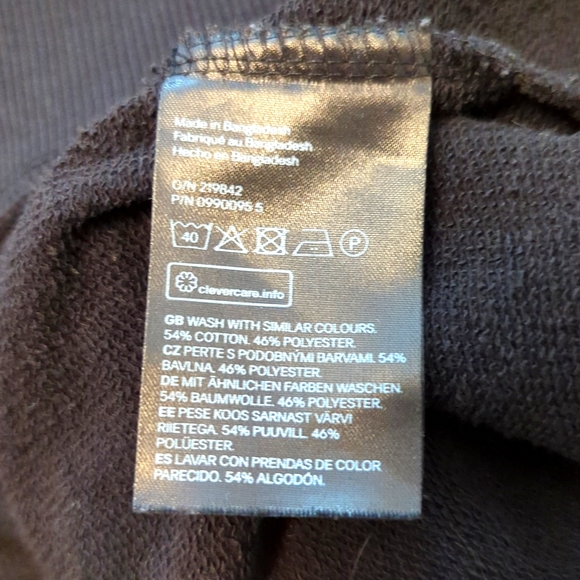 Made in Bangladesh
Fabriqué au Bangladesh
Hecho en Bangladesh
O/N 219842
P/N 0990095 5
40
P
clevercare.info
GB WASH WITH SIMILAR COLOURS.
54% COTTON. 46% POLYESTER.
CZ PERTE S PODOBNÝMI BARVAMI. 54%
BAVLNA. 46% POLYESTER.
DE MIT ÄHNLICHEN FARBEN WASCHEN.
54% BAUMWOLLE. 46% POLYESTER.
EE PESE KOOS SARNAST VÄRVI
RIIETEGA. 54% PUUVILL. 46%
POLÜESTER.
ES LAVAR CON PRENDAS DE COLOR
PARECIDO. 54% ALGODÓN.